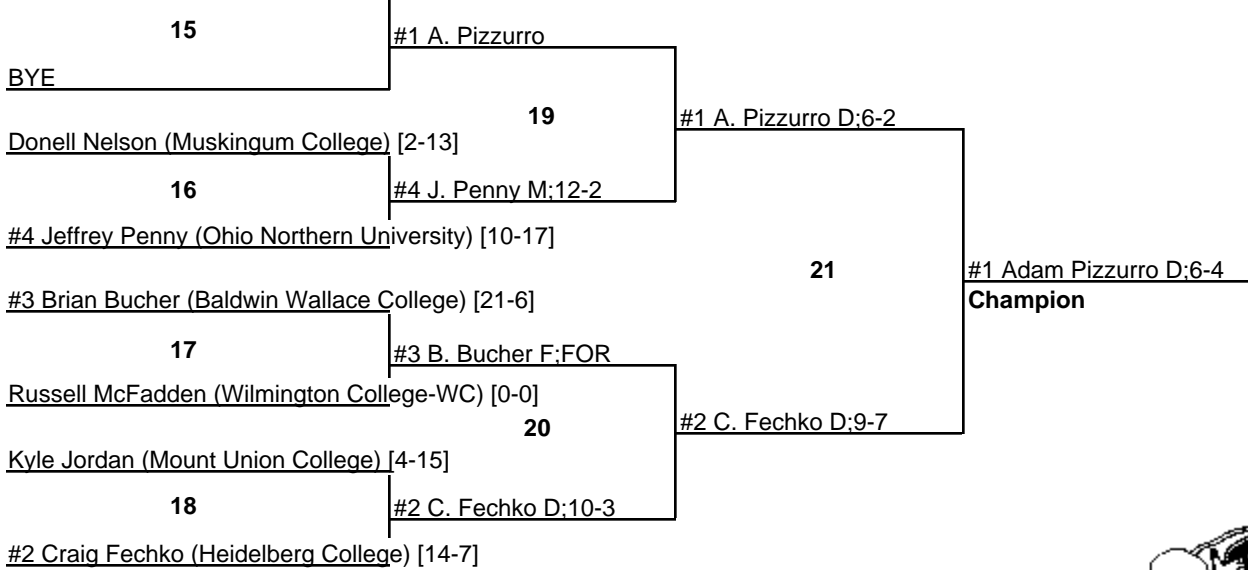 15
#1 A. Pizzurro
BYE
19
#1 A. Pizzurro D;6-2
Donell Nelson (Muskingum College) [2-13]
16
#4 J. Penny M;12-2
#4 Jeffrey Penny (Ohio Northern University) [10-17]
21
#1 Adam Pizzurro D;6-4
#3 Brian Bucher (Baldwin Wallace College) [21-6]
Champion
17
#3 B. Bucher F;FOR
Russell McFadden (Wilmington College-WC) [0-0]
20
#2 C. Fechko D;9-7
Kyle Jordan (Mount Union College) [4-15]
18
#2 C. Fechko D;10-3
#2 Craig Fechko (Heidelberg College) [14-7]